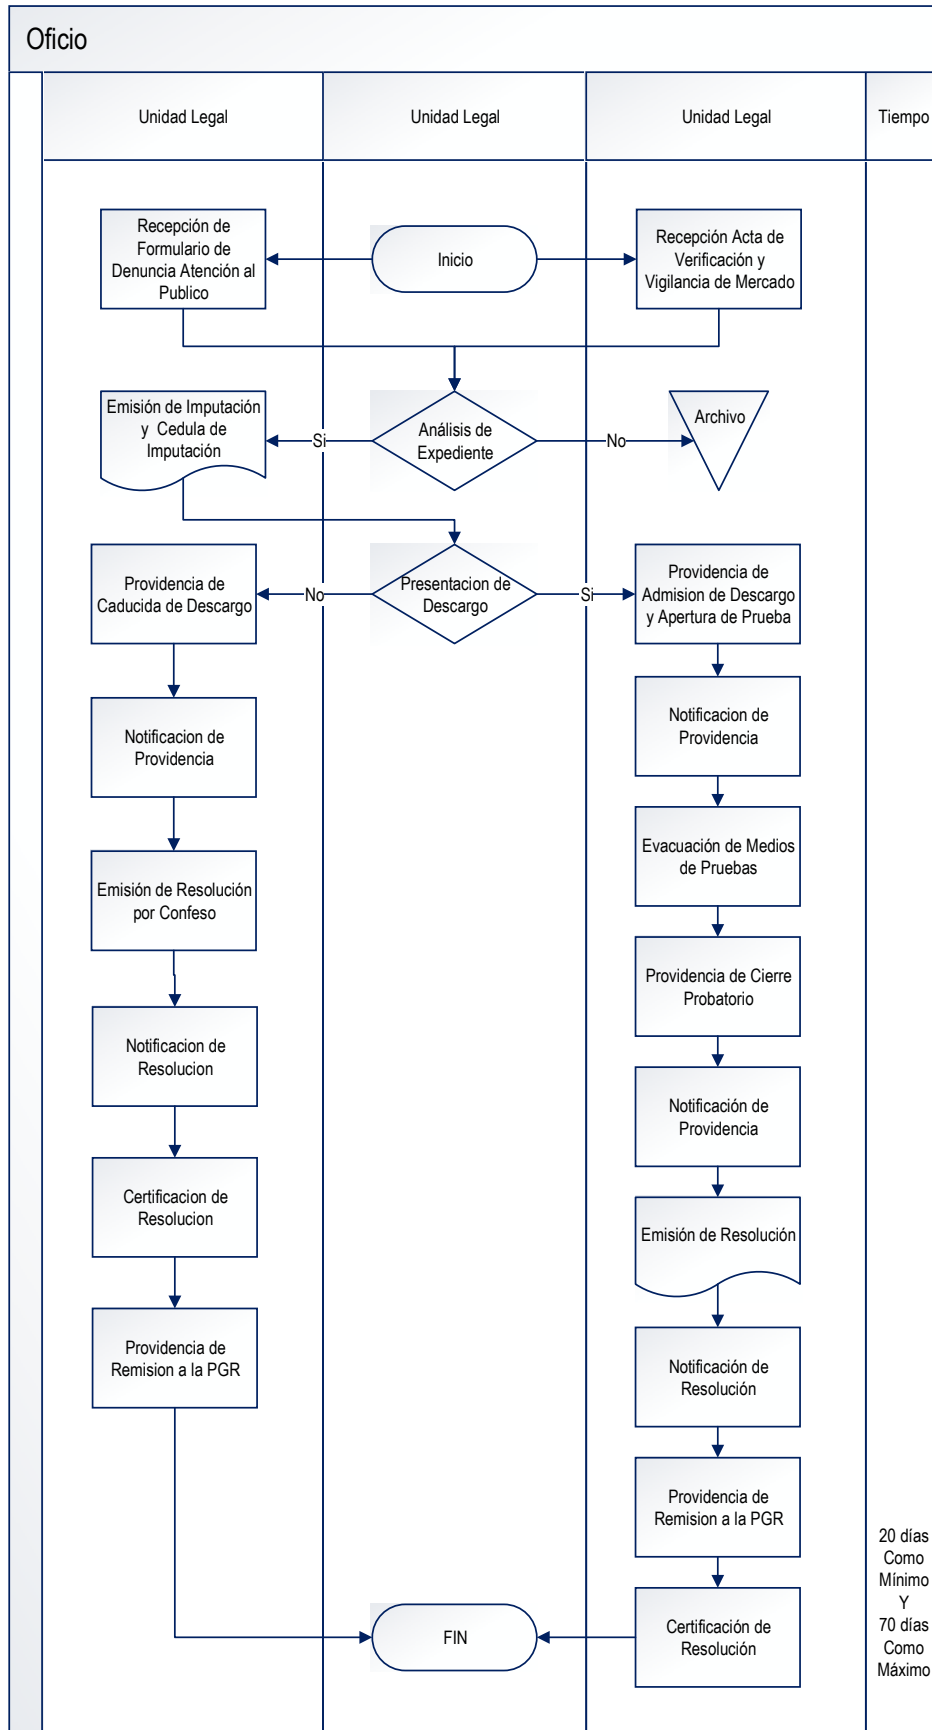 Oficio
Unidad Legal
Unidad Legal
Unidad Legal
Tiempo
Recepción de
Formulario de
Denuncia Atención al
Publico
Inicio
Recepción Acta de
Verificación y
Vigilancia de Mercado
Emisión de Imputación
y Cedula de
Imputación
Si
Análisis de
Expediente
No
Archivo
Providencia de
Caducida de Descargo
No
Presentacion de
Descargo
Si
Providencia de
Admision de Descargo
y Apertura de Prueba
Notificacion de
Providencia
Notificacion de
Providencia
Emisión de Resolución
por Confeso
Evacuación de Medios
de Pruebas
Notificacion de
Resolucion
Providencia de Cierre
Probatorio
Certificacion de
Resolucion
Notificación de
Providencia
Providencia de
Remision a la PGR
Emisión de Resolución
Notificación de
Resolución
Providencia de
Remision a la PGR
FIN
Certificación de
Resolución
20 días
Como
Mínimo
Y
70 días
Como
Máximo